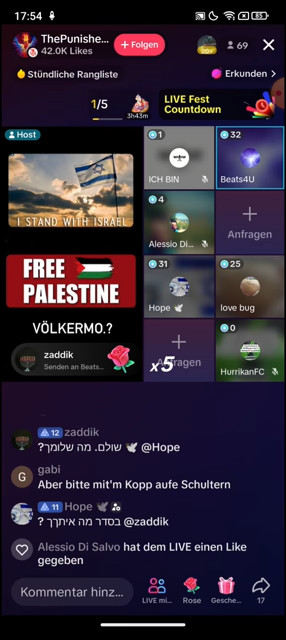 17:54
85
ThePunishe...
42.0K Likes
+ Folgen
69
Stündliche Rangliste
Erkunden >
1/5
3h43m
LIVE Fest
Countdown
Host
I STAND WITH ISRAEL
FREE
PALESTINE
VÖLKERMO.?
zaddik
Senden an Beats...
1
ICH BIN
32
Beats4U
4
Alessio Di...
Anfragen
31
Hope 🕊
25
love bug
x5
Anfragen
0
HurrikanFC
12 zaddik
שולם. מה שלומך? 🕊 @Hope
G
gabi
Aber bitte mit'm Kopp aufe Schultern
11 Hope 🕊
בסדר מה איתךך ? @zaddik
Alessio Di Salvo hat dem LIVE einen Like
gegeben
Kommentar hinz...
LIVE mi...
Rose
Gesche...
17